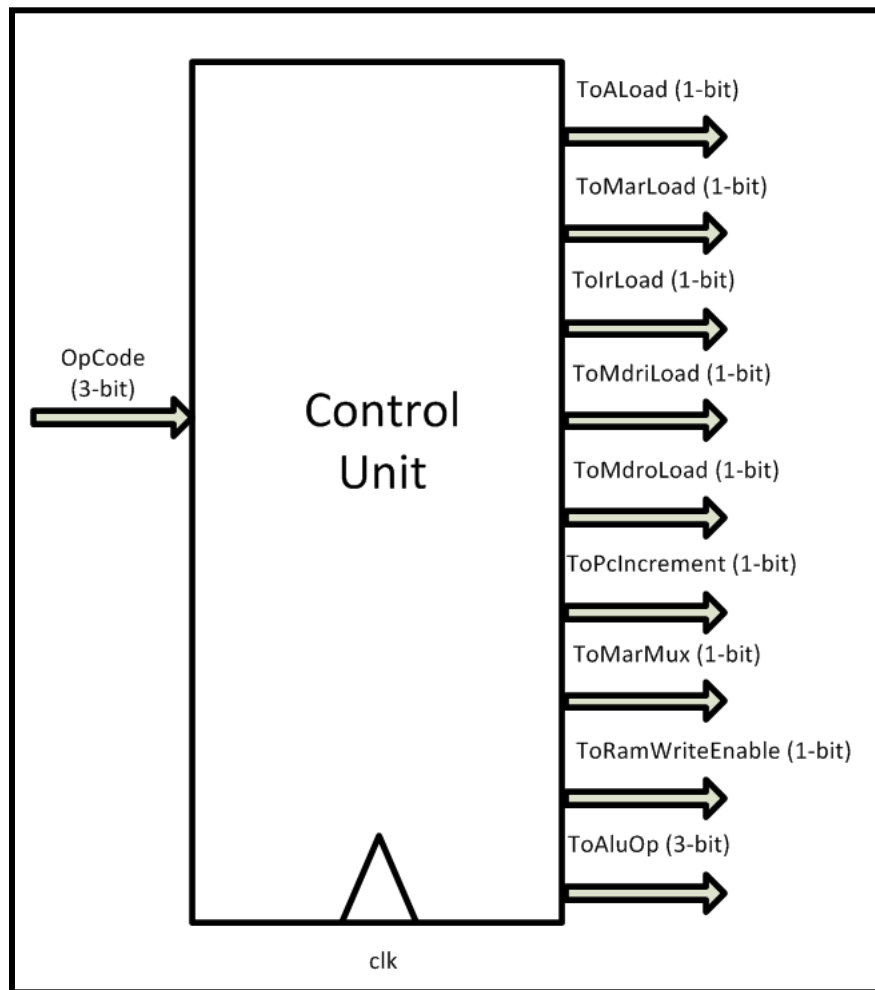 ToALoad (1-bit)
ToMarLoad (1-bit)
ToIrLoad (1-bit)
OpCode
(3-bit)
ToMdriLoad (1-bit)
Control
Unit
ToMdroLoad (1-bit)
ToPcIncrement (1-bit)
ToMarMux (1-bit)
ToRamWriteEnable (1-bit)
ToAluOp (3-bit)
clk